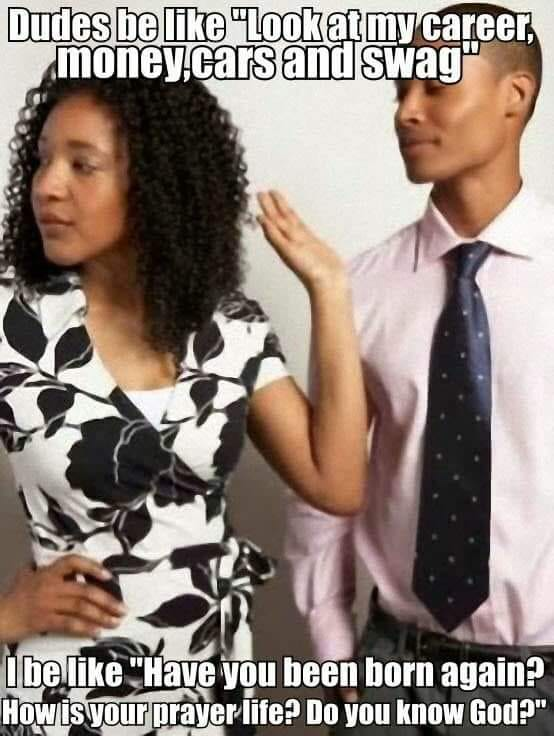 Dudes be like "Look at my career,
money,cars and swag"
I be like "Have you been born again?
How is your prayer life? Do you know God?"